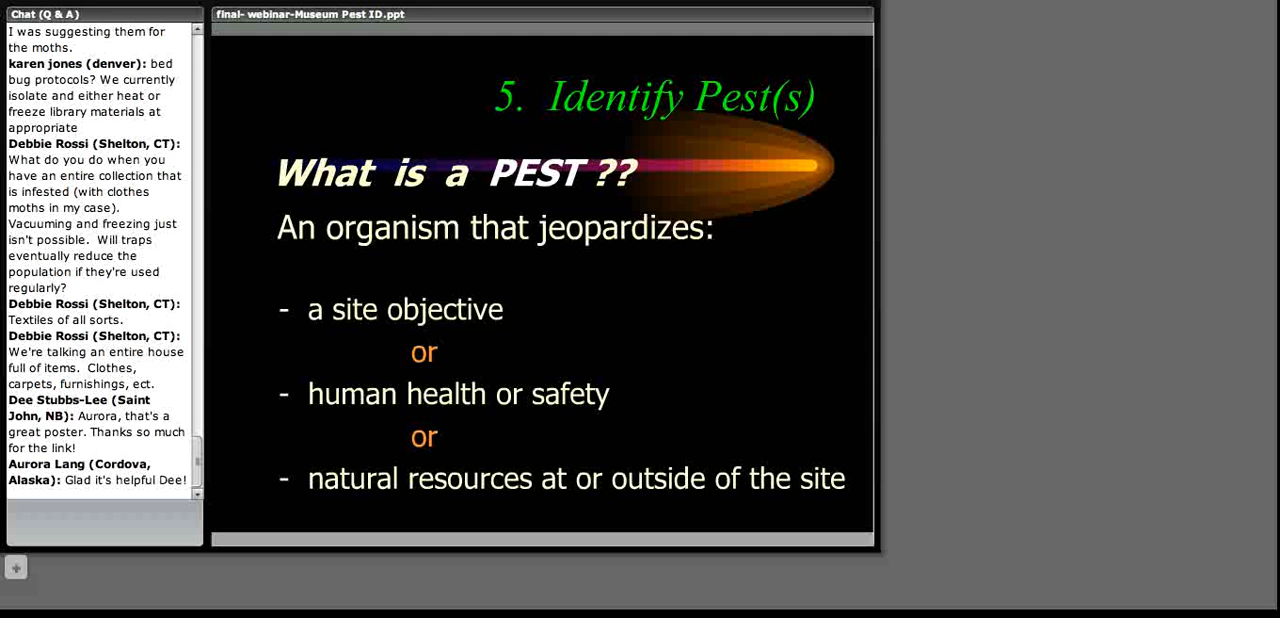 Chat (Q & A)
I was suggesting them for
the moths.
karen jones (denver): bed
bug protocols? We currently
isolate and either heat or
freeze library materials at
appropriate
Debbie Rossi (Shelton, CT):
What do you do when you
have an entire collection that
is infested (with clothes
moths in my case).
Vacuuming and freezing just
isn't possible.  Will traps
eventually reduce the
population if they're used
regularly?
Debbie Rossi (Shelton, CT):
Textiles of all sorts.
Debbie Rossi (Shelton, CT):
We're talking an entire house
full of items.  Clothes,
carpets, furnishings, ect.
Dee Stubbs-Lee (Saint
John, NB): Aurora, that's a
great poster. Thanks so much
for the link!
Aurora Lang (Cordova,
Alaska): Glad it's helpful Dee!
final- webinar-Museum Pest ID.ppt
5.  Identify Pest(s)
What is a PEST ??
An organism that jeopardizes:
- a site objective
or
- human health or safety
or
- natural resources at or outside of the site